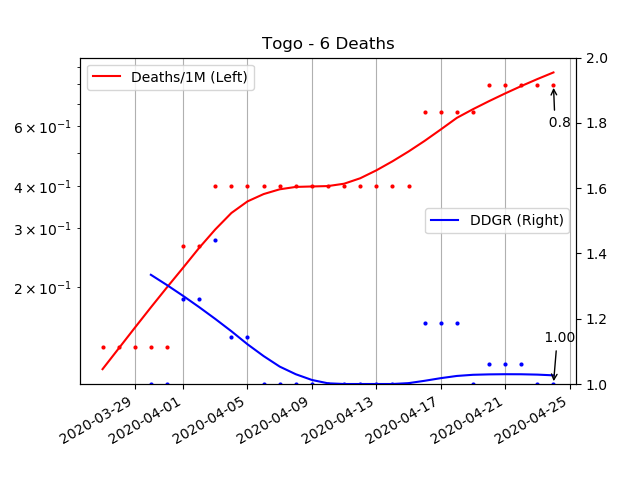 Togo - 6 Deaths
Deaths/1M (Left)
6 × 10⁻¹
4 × 10⁻¹
3 × 10⁻¹
2 × 10⁻¹
2.0
1.8
1.6
1.4
1.2
1.0
0.8
DDGR (Right)
1.00
2020-03-29
2020-04-01
2020-04-05
2020-04-09
2020-04-13
2020-04-17
2020-04-21
2020-04-25